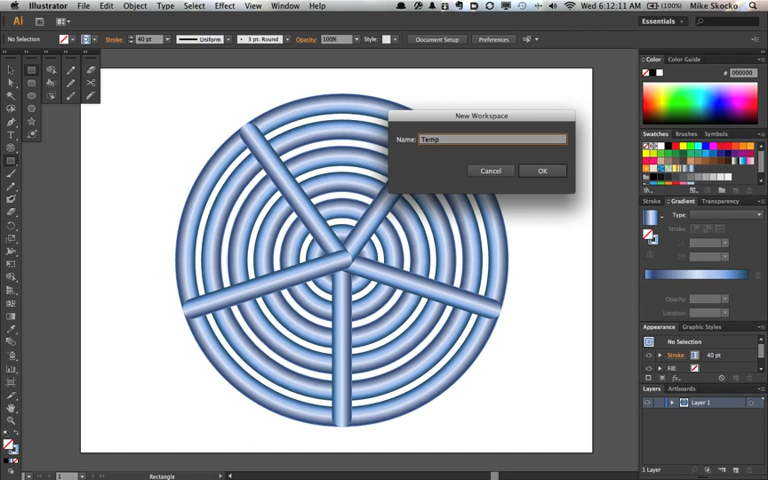 Illustrator File Edit Object Type Select Effect View Window Help (100%) Wed 6:12:11 AM Mike Skocko
Ai Essentials
No Selection Stroke: 40 pt Uniform 3 pt. Round Opacity: 100% Style: Document Setup Preferences
Color Color Guide
# 000000
New Workspace
Name: Temp
Cancel OK
Swatches Brushes Symbols
Stroke Gradient Transparency
Type:
Stroke:
Opacity:
Location:
Appearance Graphic Styles
No Selection
Stroke: 40 pt
Fill:
Layers Artboards
Layer 1
1 Layer
1 Rectangle